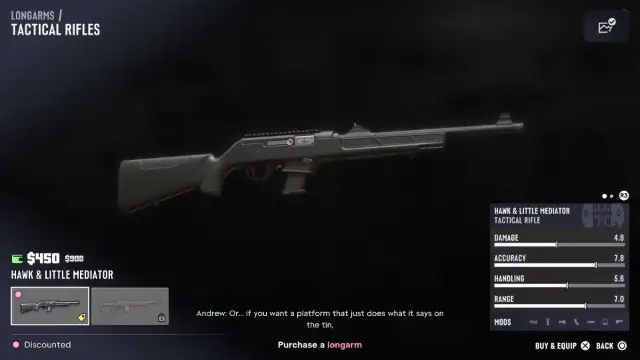 LONGARMS /
TACTICAL RIFLES
R3
HAWK & LITTLE MEDIATOR
TACTICAL RIFLE
DAMAGE 4.8
ACCURACY 7.8
HANDLING 5.6
RANGE 7.0
MODS
$450 $900
HAWK & LITTLE MEDIATOR
Andrew: Or... if you want a platform that just does what it says on
the tin,
Discounted
Purchase a longarm
BUY & EQUIP
BACK